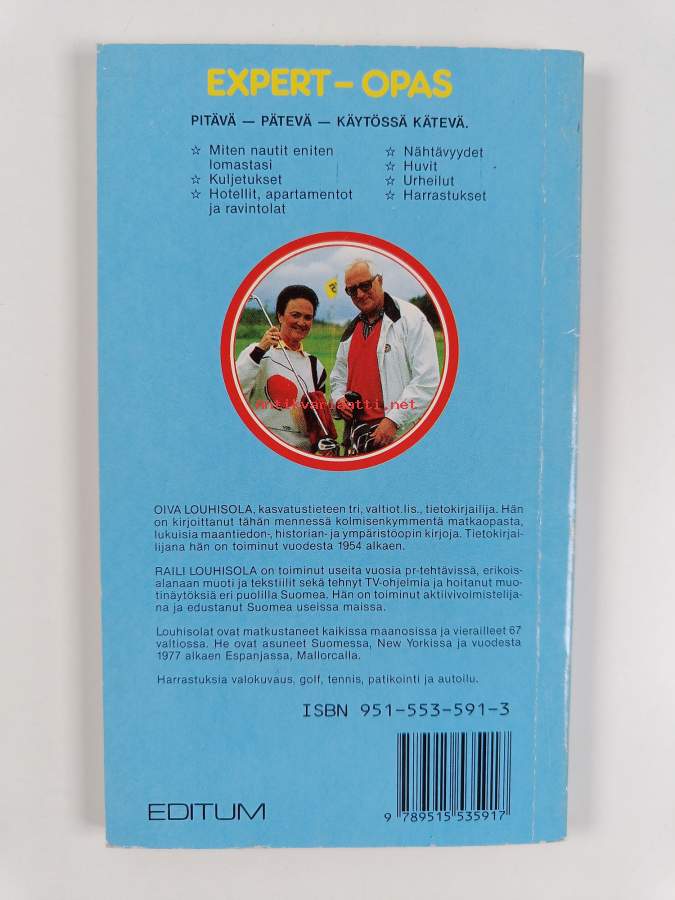 EXPERT – OPAS
PITÄVÄ — PÄTEVÄ — KÄYTÖSSÄ KÄTEVÄ.
☆ Miten nautit eniten
lomastasi
☆ Kuljetukset
☆ Hotellit, apartamentot
ja ravintolat
☆ Nähtävyydet
☆ Huvit
☆ Urheilut
☆ Harrastukset
antikvariaatti.net
OIVA LOUHISOLA, kasvatustieteen tri, valtiot.lis., tietokirjailija. Hän
on kirjoittanut tähän mennessä kolmisenkymmentä matkaopasta,
lukuisia maantiedon-, historian- ja ympäristöopin kirjoja. Tietokirjai-
lijana hän on toiminut vuodesta 1954 alkaen.
RAILI LOUHISOLA on toiminut useita vuosia pr-tehtävissä, erikois-
alanaan muoti ja tekstiilit sekä tehnyt TV-ohjelmia ja hoitanut muo-
tinäytöksiä eri puolilla Suomea. Hän on toiminut aktiivivoimistelija-
na ja edustanut Suomea useissa maissa.
Louhisolat ovat matkustaneet kaikissa maanosissa ja vierailleet 67
valtiossa. He ovat asuneet Suomessa, New Yorkissa ja vuodesta
1977 alkaen Espanjassa, Mallorcalla.
Harrastuksia valokuvaus, golf, tennis, patikointi ja autoilu.
ISBN 951-553-591-3
EDITUM
9 789515 535917